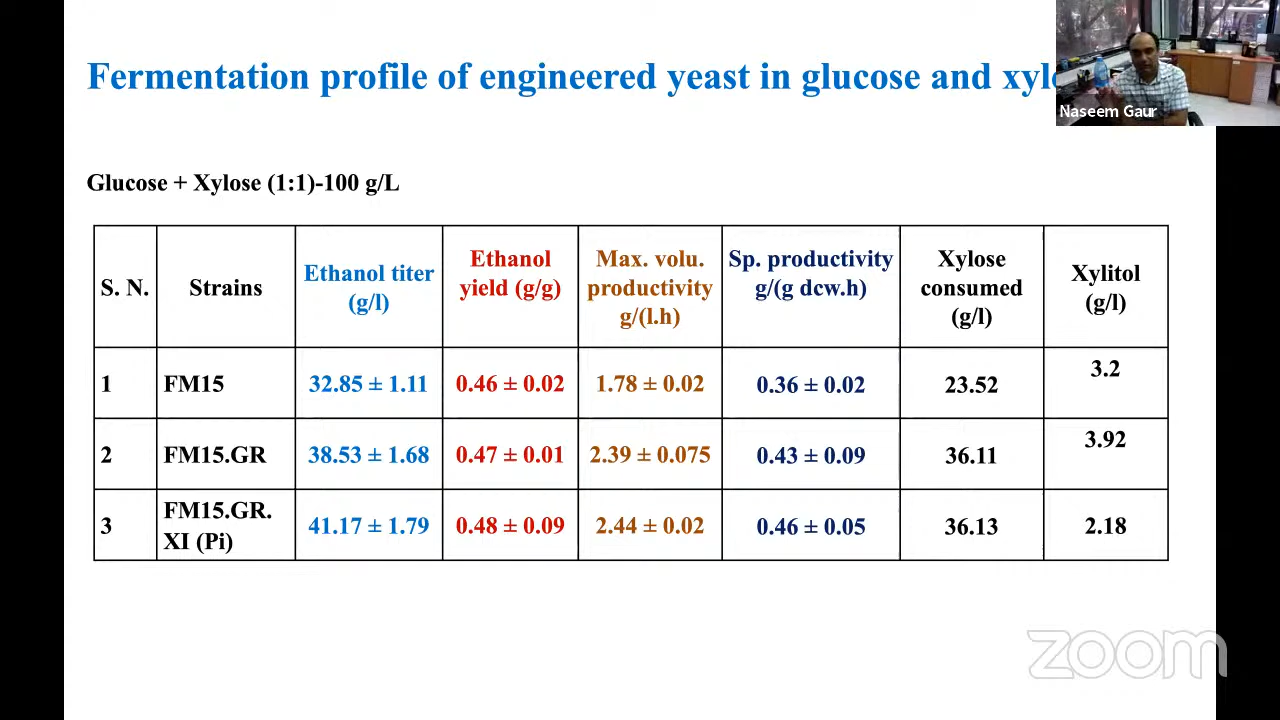 Fermentation profile of engineered yeast in glucose and
Naseem Gaur
Glucose + Xylose (1:1)-100 g/L
S. N.
Strains
Ethanol titer
(g/l)
Ethanol
yield (g/g)
Max. volu.
productivity
g/(l.h)
Sp. productivity
g/(g dcw.h)
Xylose
consumed
(g/l)
Xylitol
(g/l)
1
FM15
32.85 ± 1.11
0.46 ± 0.02
1.78 ± 0.02
0.36 ± 0.02
23.52
3.2
2
FM15.GR
38.53 ± 1.68
0.47 ± 0.01
2.39 ± 0.075
0.43 ± 0.09
36.11
3.92
3
FM15.GR.
XI (Pi)
41.17 ± 1.79
0.48 ± 0.09
2.44 ± 0.02
0.46 ± 0.05
36.13
2.18
zoom